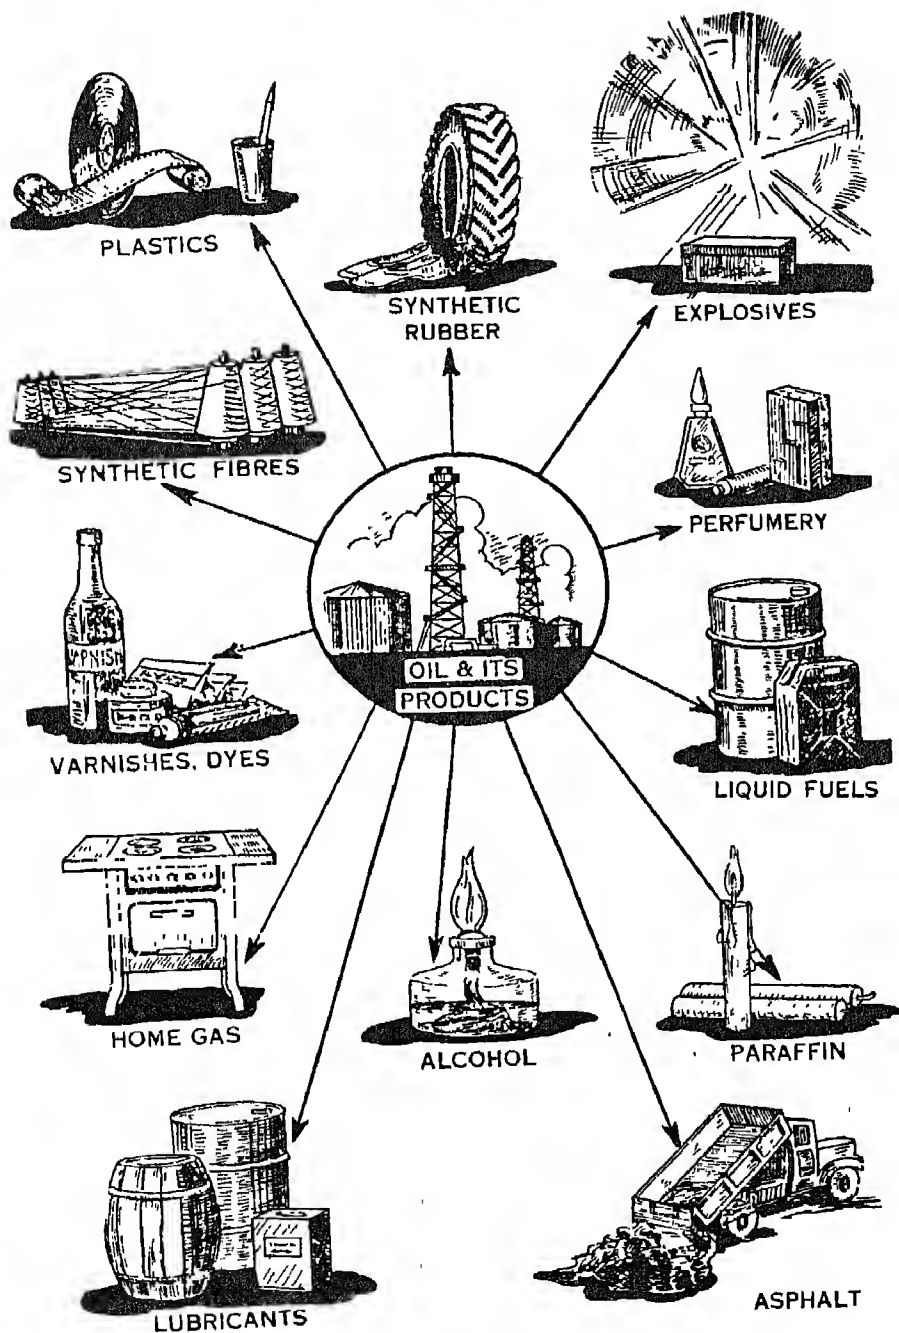 PLASTICS
SYNTHETIC
RUBBER
EXPLOSIVES
SYNTHETIC FIBRES
PERFUMERY
VARNISH
OIL & ITS
PRODUCTS
VARNISHES, DYES
LIQUID FUELS
HOME GAS
ALCOHOL
PARAFFIN
LUBRICANTS
ASPHALT